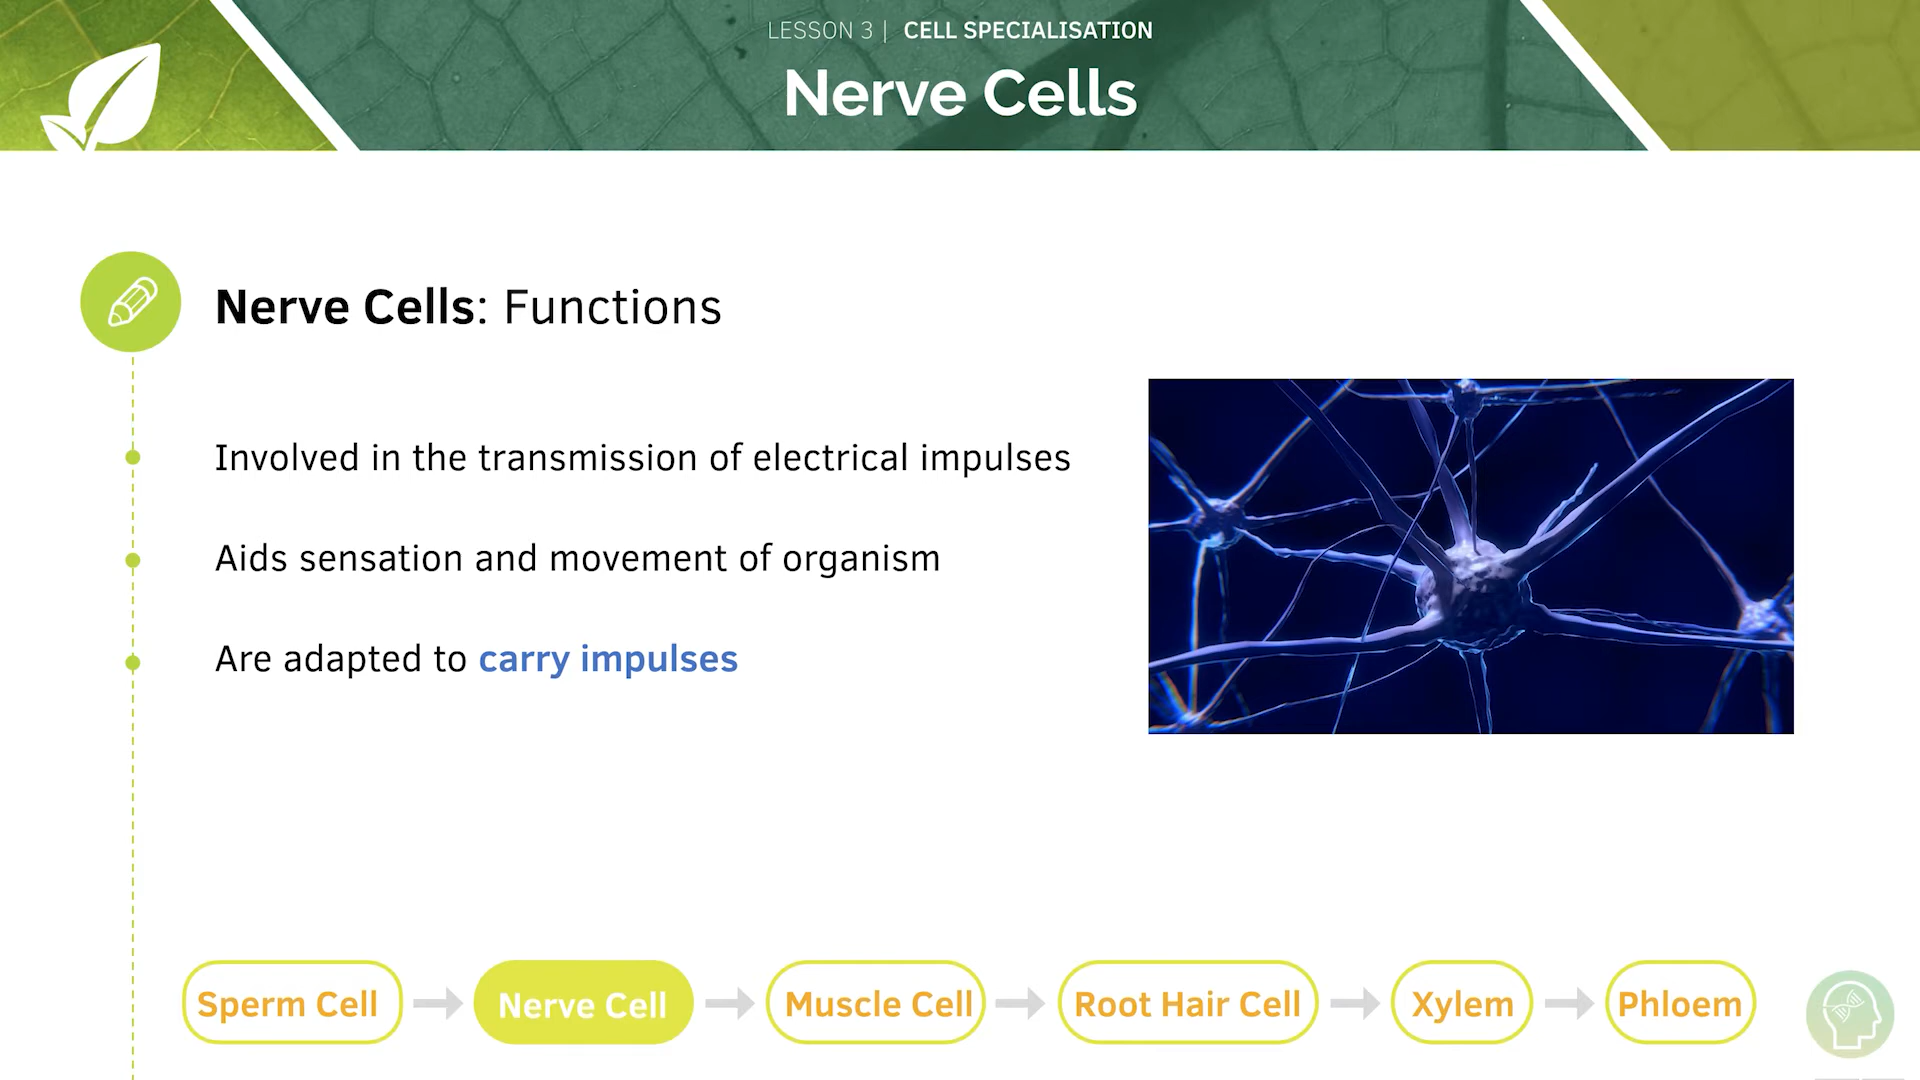 LESSON 3 | CELL SPECIALISATION
Nerve Cells
Nerve Cells: Functions
Involved in the transmission of electrical impulses
Aids sensation and movement of organism
Are adapted to carry impulses
Sperm Cell
Nerve Cell
Muscle Cell
Root Hair Cell
Xylem
Phloem